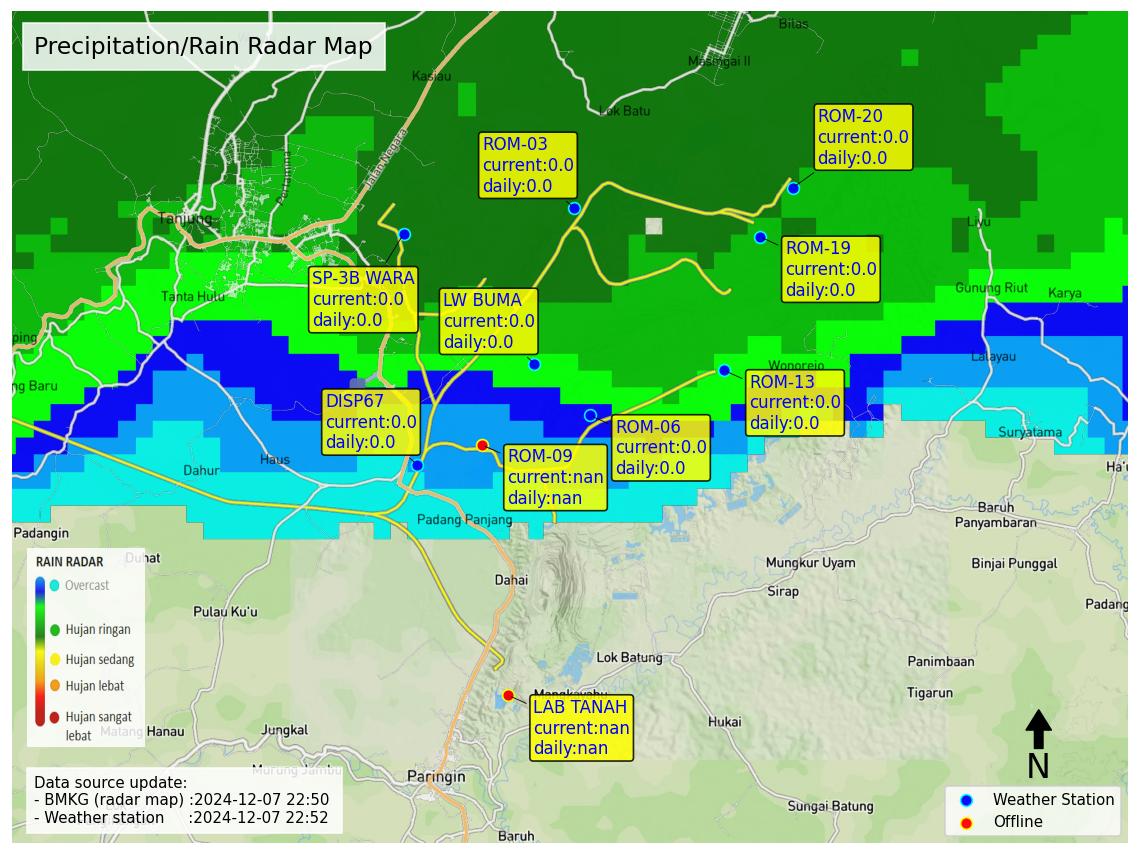 Precipitation/Rain Radar Map
Bilas
Masingai II
Kasiau
Lok Batu
ROM-20
current:0.0
daily:0.0
ROM-03
current:0.0
daily:0.0
Jalan Negara
Pertamina
Tanjung
Liyu
ROM-19
current:0.0
daily:0.0
SP-3B WARA
current:0.0
daily:0.0
LW BUMA
current:0.0
daily:0.0
Tanta Hulu
Gunung Riut
Karya
ping
Lalayau
Wonorejo
ng Baru
ROM-13
current:0.0
daily:0.0
DISP67
current:0.0
daily:0.0
ROM-06
current:0.0
daily:0.0
Suryatama
ROM-09
current:nan
daily:nan
Haus
Dahur
Ha'u
Baruh
Panyambaran
Padang Panjang
Padangin
Duhat
RAIN RADAR
Overcast
Hujan ringan
Hujan sedang
Hujan lebat
Hujan sangat
lebat
Mungkur Uyam
Binjai Punggal
Dahai
Sirap
Padang
Pulau Ku'u
Lok Batung
Panimbaan
Tigarun
Mangkayahu
LAB TANAH
current:nan
daily:nan
Hukai
Matang Hanau
Jungkal
Murung Jambu
Paringin
Sungai Batung
Baruh
Data source update:
- BMKG (radar map) :2024-12-07 22:50
- Weather station :2024-12-07 22:52
N
Weather Station
Offline